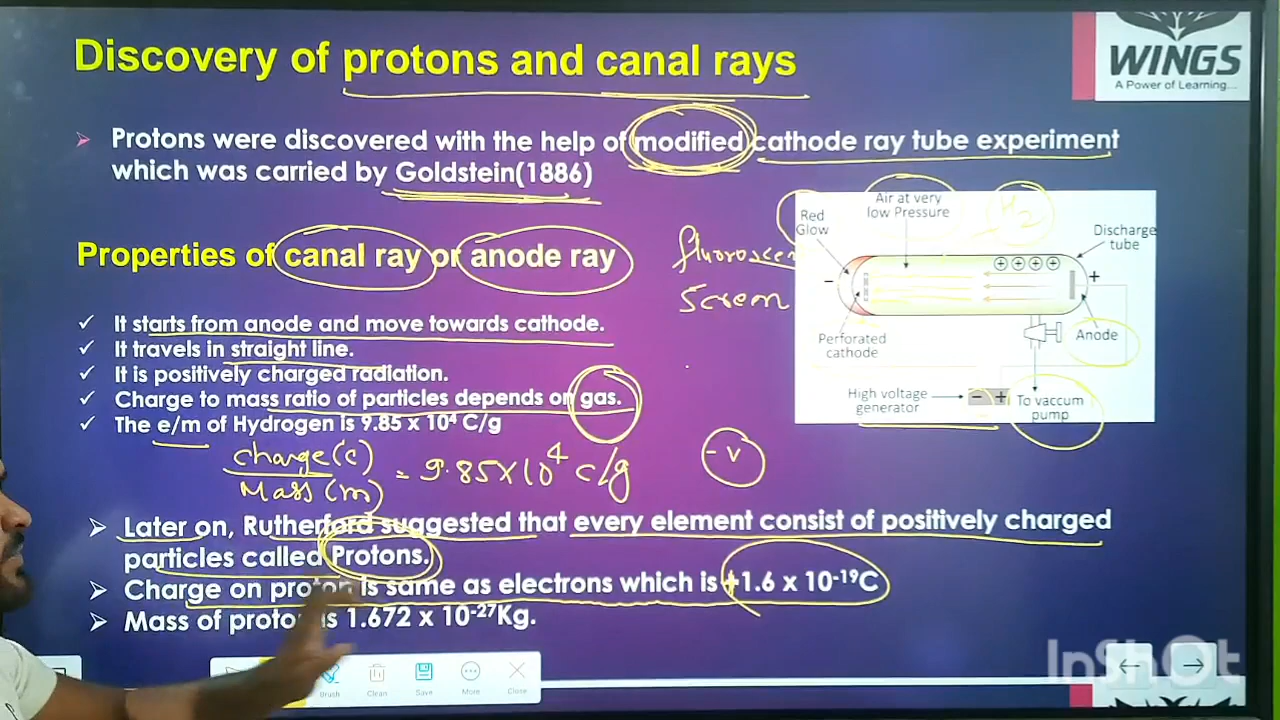 Discovery of protons and canal rays
WINGS
A Power of Learning...
Protons were discovered with the help of modified cathode ray tube experiment
which was carried by Goldstein(1886)
Properties of canal ray or anode ray
It starts from anode and move towards cathode.
It travels in straight line.
It is positively charged radiation.
Charge to mass ratio of particles depends on gas.
The e/m of Hydrogen is 9.85 x 10⁴ C/g
fluoroscen
Screen
Red
Glow
Air at very
low Pressure
H2
Discharge
tube
+ + + +
-
+
Perforated
cathode
Anode
High voltage
generator
- +
To vaccum
pump
Charge(c)
Mass(m)
= 9.85×10⁴ c/g
- v
Later on, Rutherford suggested that every element consist of positively charged
particles called Protons.
Charge on proton is same as electrons which is +1.6 x 10⁻¹⁹C
Mass of proton is 1.672 x 10⁻²⁷Kg.
Brush
Clean
Save
More
Close
InShOt